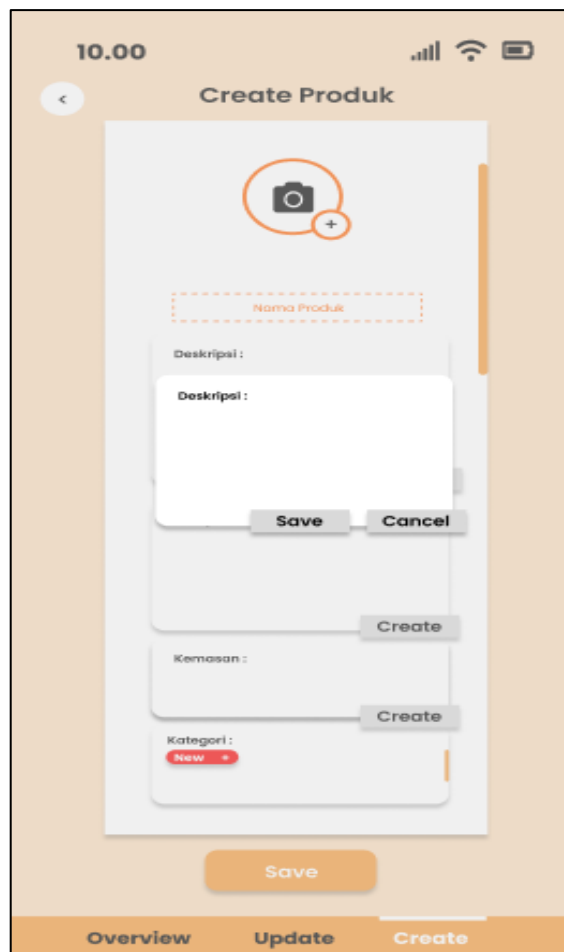 10.00
<
Create Produk
+
Nama Produk
Deskripsi :
Deskripsi :
Save Cancel
Create
Kemasan :
Create
Kategori :
New +
Save
Overview Update Create